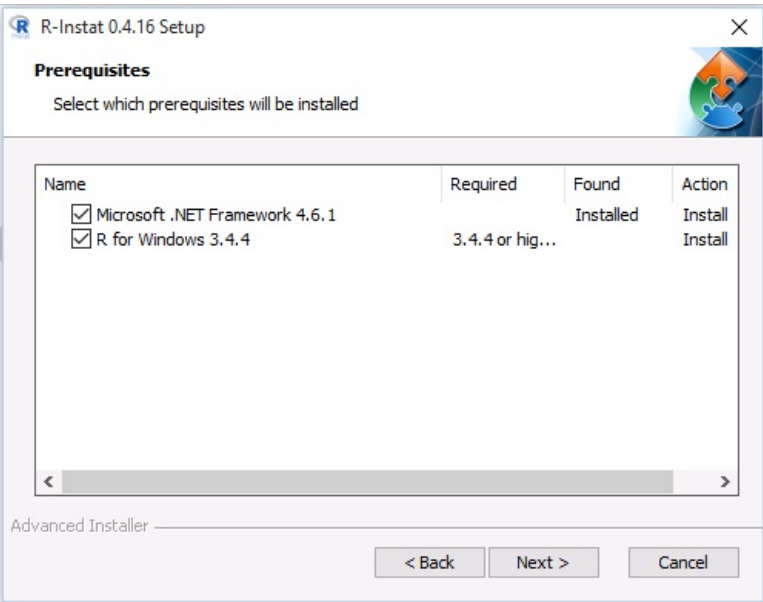 R-Instat 0.4.16 Setup
Prerequisites
Select which prerequisites will be installed
Name Required Found Action
Microsoft .NET Framework 4.6.1 Installed Install
R for Windows 3.4.4 3.4.4 or hig... Install
Advanced Installer
< Back Next > Cancel